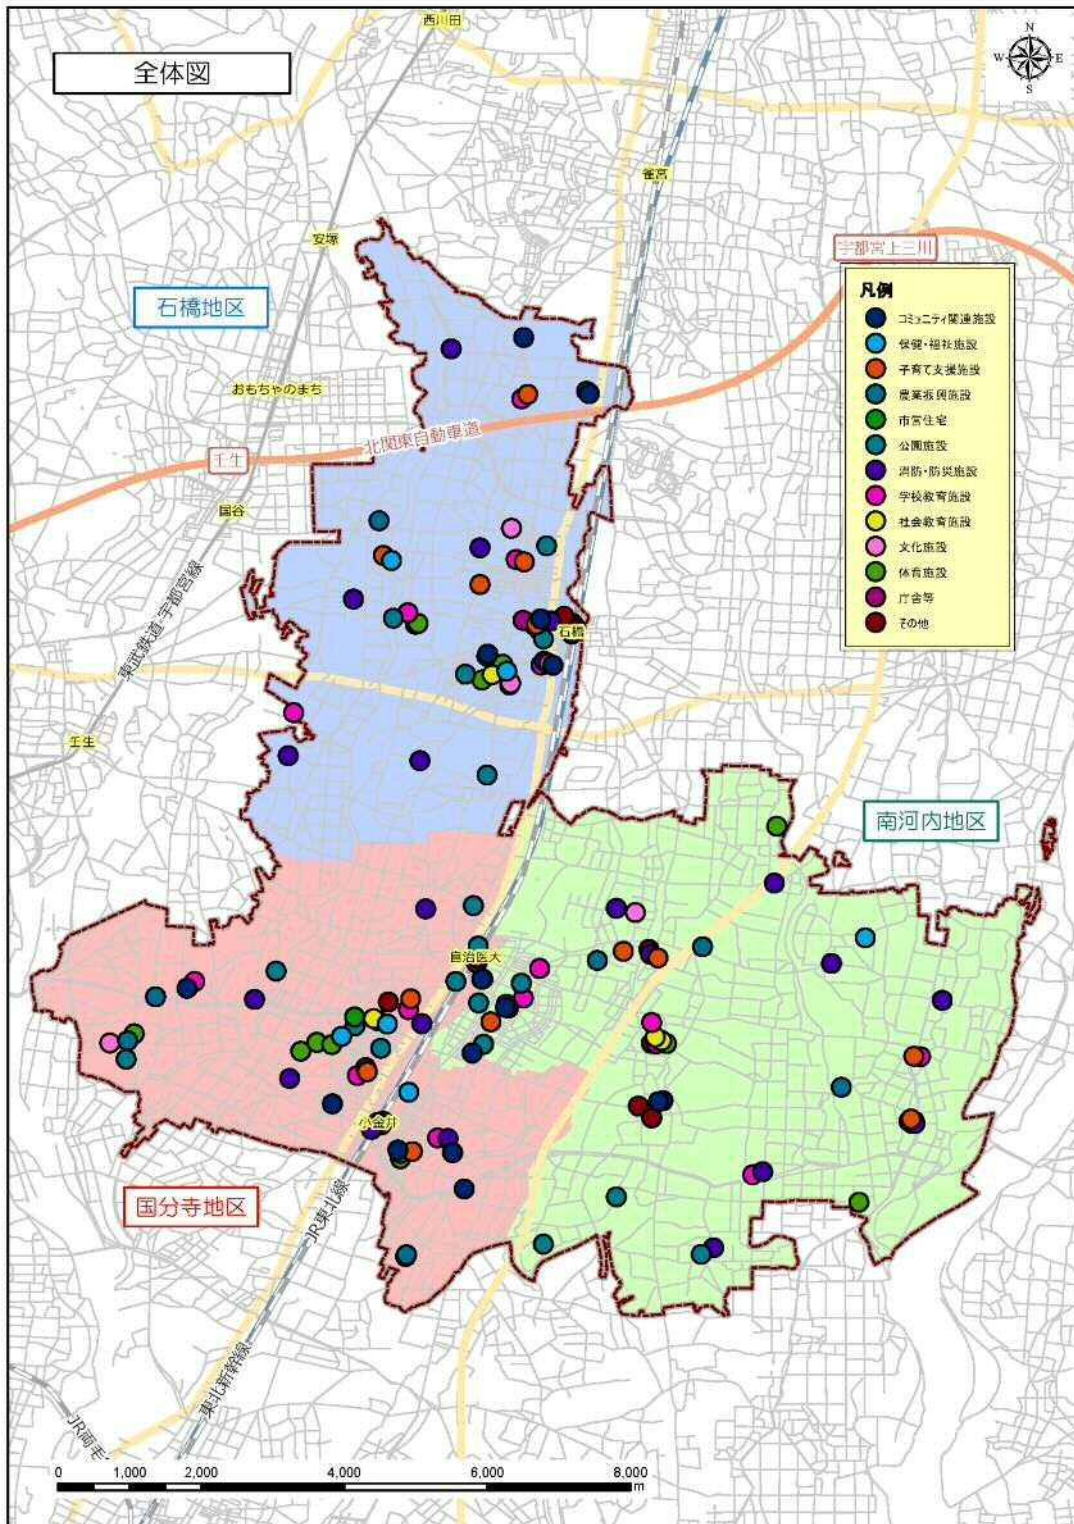 全体図
西川田
N
W
E
S
雀宮
安塚
宇都宮上三川
石橋地区
凡例
コミュニティ関連施設
保健・福祉施設
子育て支援施設
農業振興施設
市営住宅
公園施設
消防・防災施設
学校教育施設
社会教育施設
文化施設
体育施設
庁舎等
その他
おもちゃのまち
北関東自動車道
壬生
国谷
東武鉄道-宇都宮線
石橋
壬生
南河内地区
自治医大
小金井
国分寺地区
JR東北線
東北新幹線
JR両毛
0 1,000 2,000 4,000 6,000 8,000
m